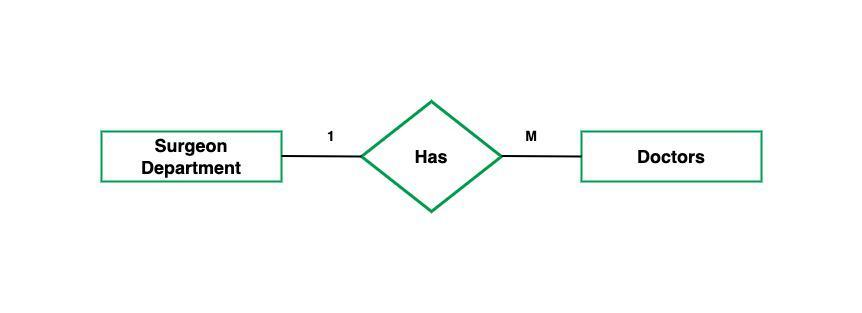 Surgeon
Department
1
Has
M
Doctors